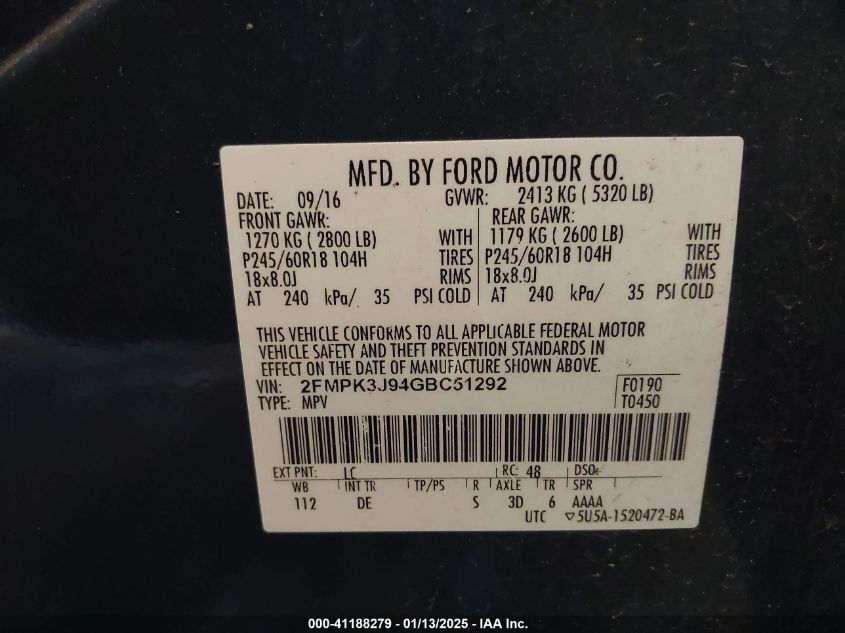 MFD. BY FORD MOTOR CO.
DATE: 09/16 GVWR: 2413 KG ( 5320 LB)
FRONT GAWR: REAR GAWR:
1270 KG ( 2800 LB) WITH 1179 KG ( 2600 LB) WITH
P245/60R18 104H TIRES P245/60R18 104H TIRES
18x8.0J RIMS 18x8.0J RIMS
AT 240 kPa/ 35 PSI COLD AT 240 kPa/ 35 PSI COLD
THIS VEHICLE CONFORMS TO ALL APPLICABLE FEDERAL MOTOR
VEHICLE SAFETY AND THEFT PREVENTION STANDARDS IN
EFFECT ON THE DATE OF MANUFACTURE SHOWN ABOVE.
VIN: 2FMPK3J94GBC51292 F0190
TYPE: MPV T0450
EXT PNT: LC RC: 48 DSO:
WB INT TR TP/PS R AXLE TR SPR
112 DE S 3D 6 AAAA
UTC ▽5U5A-1520472-BA
000-41188279 - 01/13/2025 - IAA Inc.